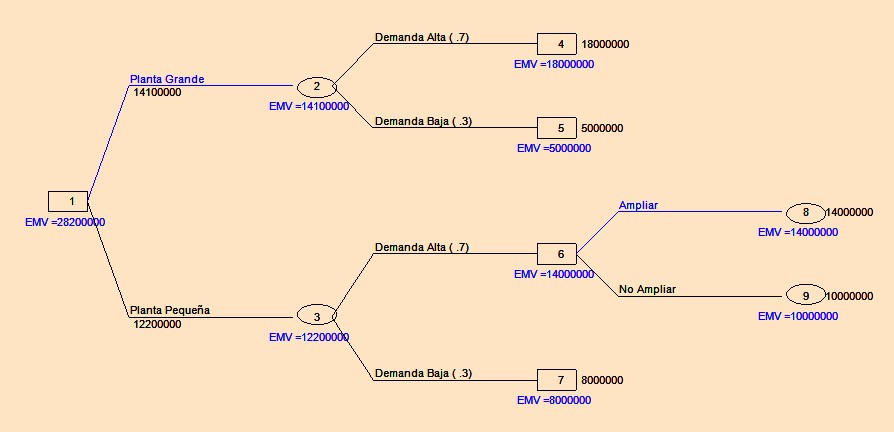 Demanda Alta ( .7)
4 18000000
EMV =18000000
Planta Grande
14100000
2
EMV =14100000
Demanda Baja ( .3)
5 5000000
EMV =5000000
1
EMV =28200000
Ampliar
8 14000000
EMV =14000000
Demanda Alta ( .7)
6
EMV =14000000
No Ampliar
9 10000000
EMV =10000000
Planta Pequeña
12200000
3
EMV =12200000
Demanda Baja ( .3)
7 8000000
EMV =8000000